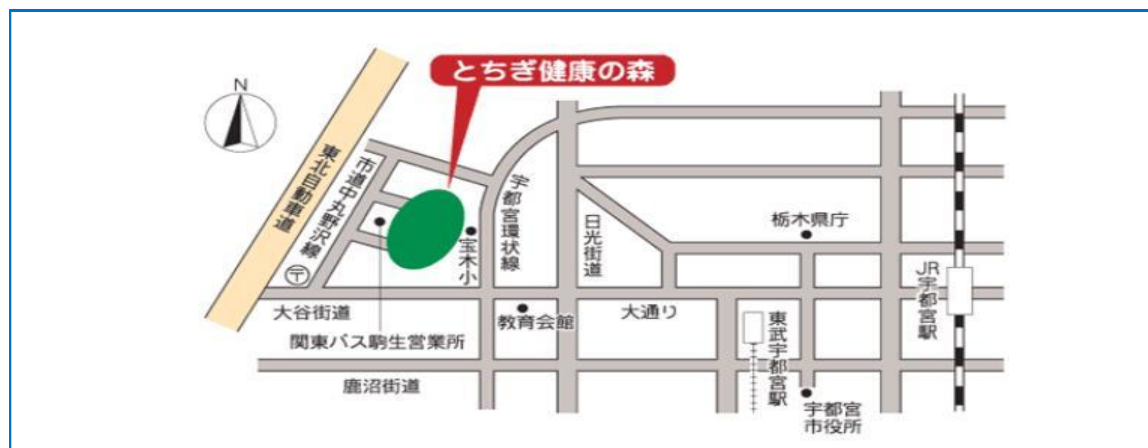 とちぎ健康の森
N
東北自動車道
市道中丸野沢線
〒
宝木小
宇都宮環状線
日光街道
栃木県庁
JR宇都宮駅
大谷街道
教育会館
大通り
関東バス駒生営業所
東武宇都宮駅
鹿沼街道
宇都宮
市役所